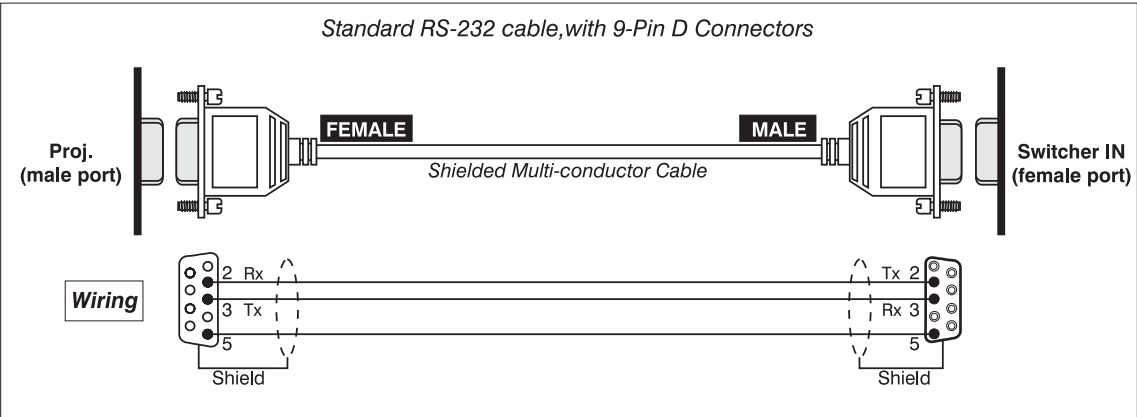 Standard RS-232 cable,with 9-Pin D Connectors
FEMALE
MALE
Proj.
(male port)
Shielded Multi-conductor Cable
Switcher IN
(female port)
Wiring
2 Rx
Tx 2
3 Tx
Rx 3
5
5
Shield
Shield